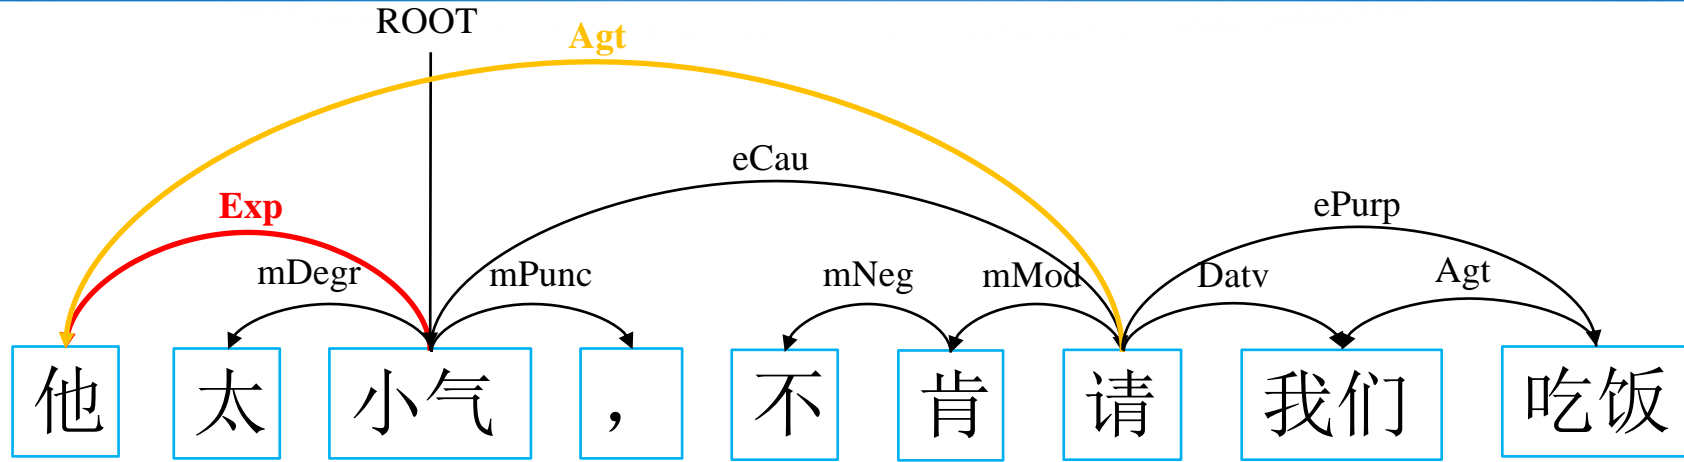 ROOT
Agt
eCau
Exp
ePurp
mDegr
mPunc
mNeg
mMod
Datv
Agt
他 太 小气 ， 不 肯 请 我们 吃饭